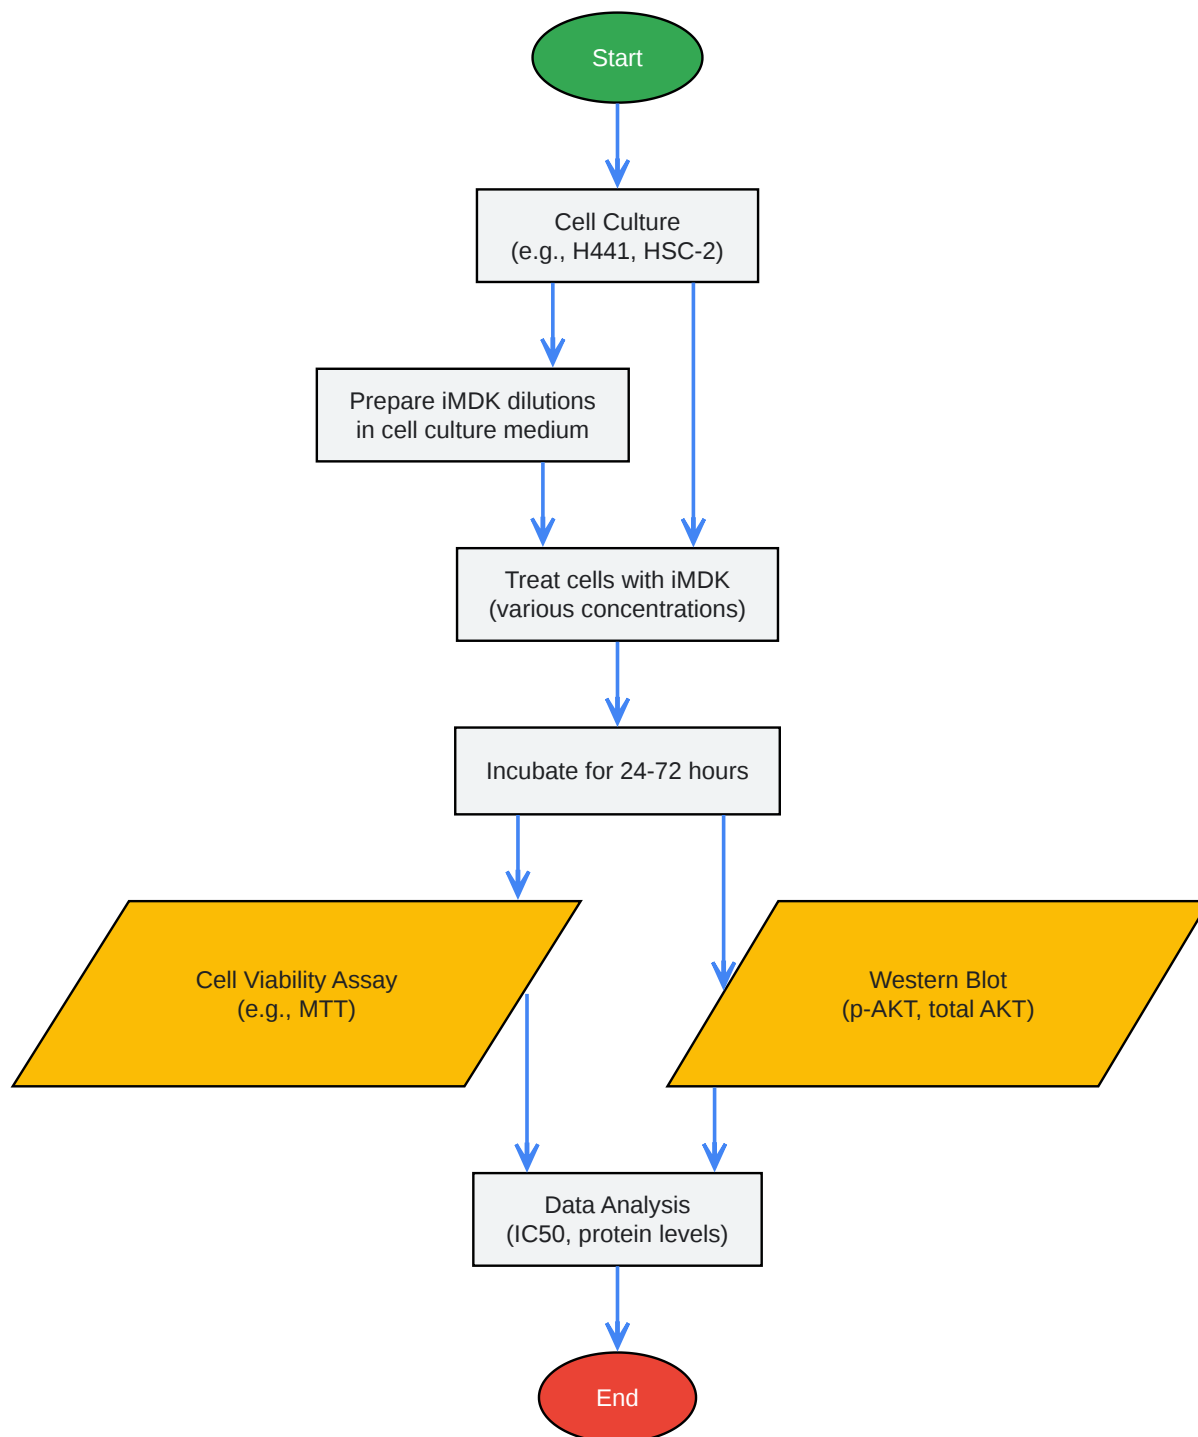 Start
Cell Culture
(e.g., H441, HSC-2)
Prepare iMDK dilutions
in cell culture medium
Treat cells with iMDK
(various concentrations)
Incubate for 24-72 hours
Cell Viability Assay
(e.g., MTT)
Western Blot
(p-AKT, total AKT)
Data Analysis
(IC50, protein levels)
End